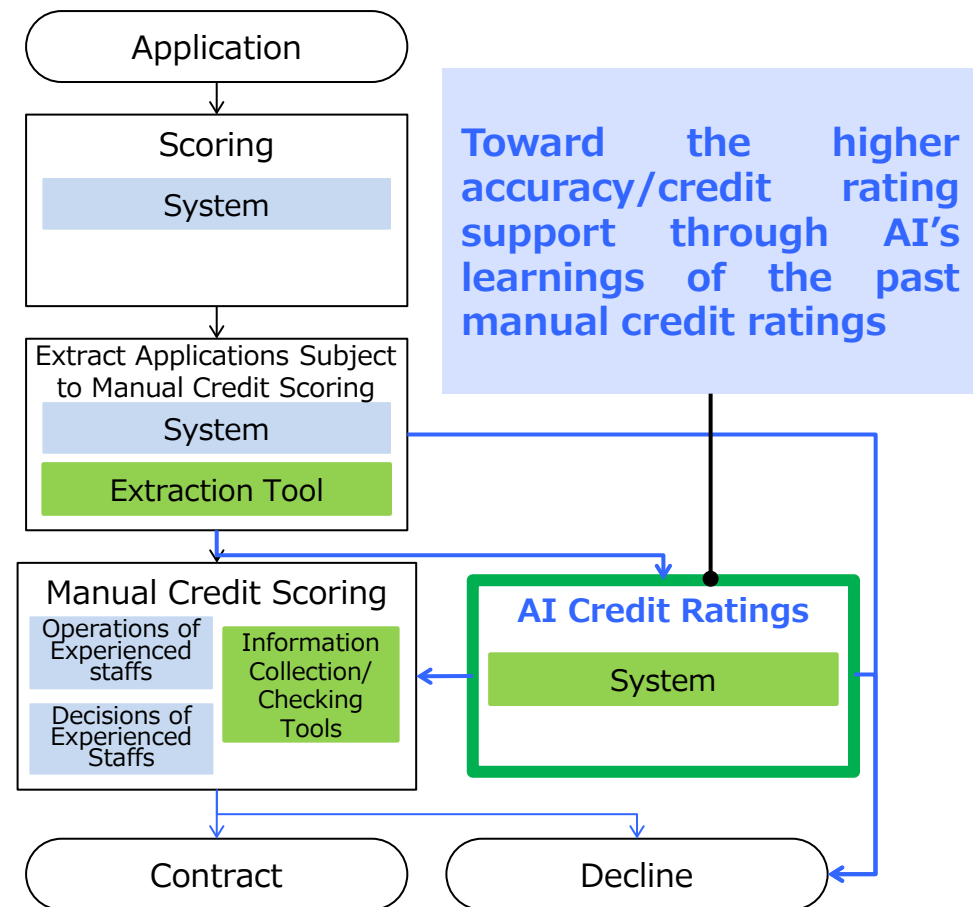 Application
Scoring
System
Toward the higher
accuracy/credit rating
support through AI’s
learnings of the past
manual credit ratings
Extract Applications Subject
to Manual Credit Scoring
System
Extraction Tool
Manual Credit Scoring
Operations of
Experienced
staffs
Decisions of
Experienced
Staffs
Information
Collection/
Checking
Tools
AI Credit Ratings
System
Contract
Decline